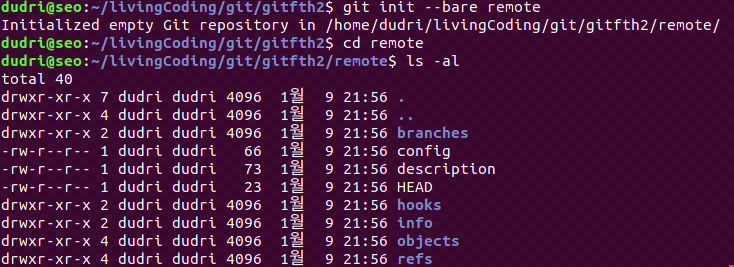 dudri@seo:~/livingCoding/git/gitfth2$ git init --bare remote
Initialized empty Git repository in /home/dudri/livingCoding/git/gitfth2/remote/
dudri@seo:~/livingCoding/git/gitfth2$ cd remote
dudri@seo:~/livingCoding/git/gitfth2/remote$ ls -al
total 40
drwxr-xr-x 7 dudri dudri 4096  1월  9 21:56 .
drwxr-xr-x 4 dudri dudri 4096  1월  9 21:56 ..
drwxr-xr-x 2 dudri dudri 4096  1월  9 21:56 branches
-rw-r--r-- 1 dudri dudri   66  1월  9 21:56 config
-rw-r--r-- 1 dudri dudri   73  1월  9 21:56 description
-rw-r--r-- 1 dudri dudri   23  1월  9 21:56 HEAD
drwxr-xr-x 2 dudri dudri 4096  1월  9 21:56 hooks
drwxr-xr-x 2 dudri dudri 4096  1월  9 21:56 info
drwxr-xr-x 4 dudri dudri 4096  1월  9 21:56 objects
drwxr-xr-x 4 dudri dudri 4096  1월  9 21:56 refs